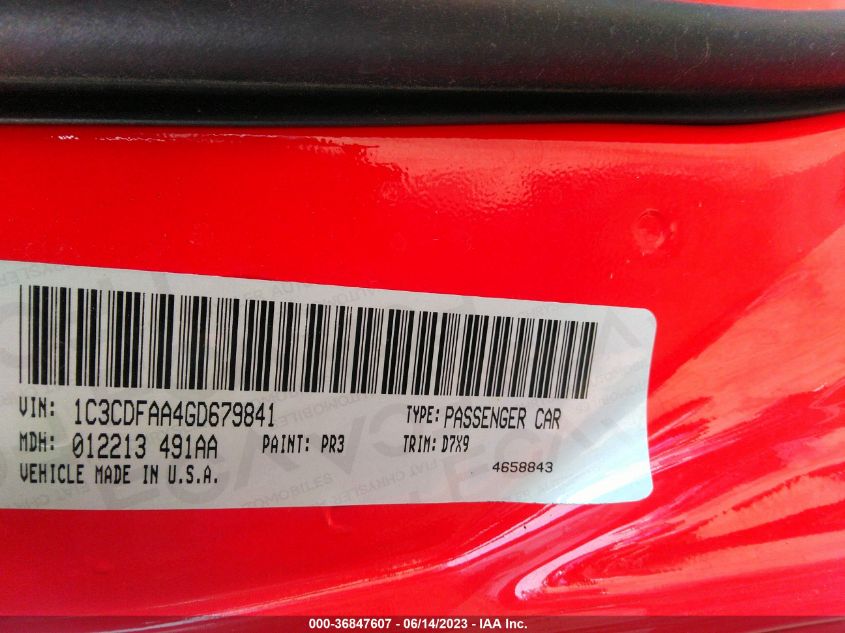 VIN: 1C3CDFAA4GD679841 TYPE: PASSENGER CAR
MDH: 012213 491AA PAINT: PR3 TRIM: D7X9
VEHICLE MADE IN U.S.A. 4658843
000-36847607 - 06/14/2023 - IAA Inc.